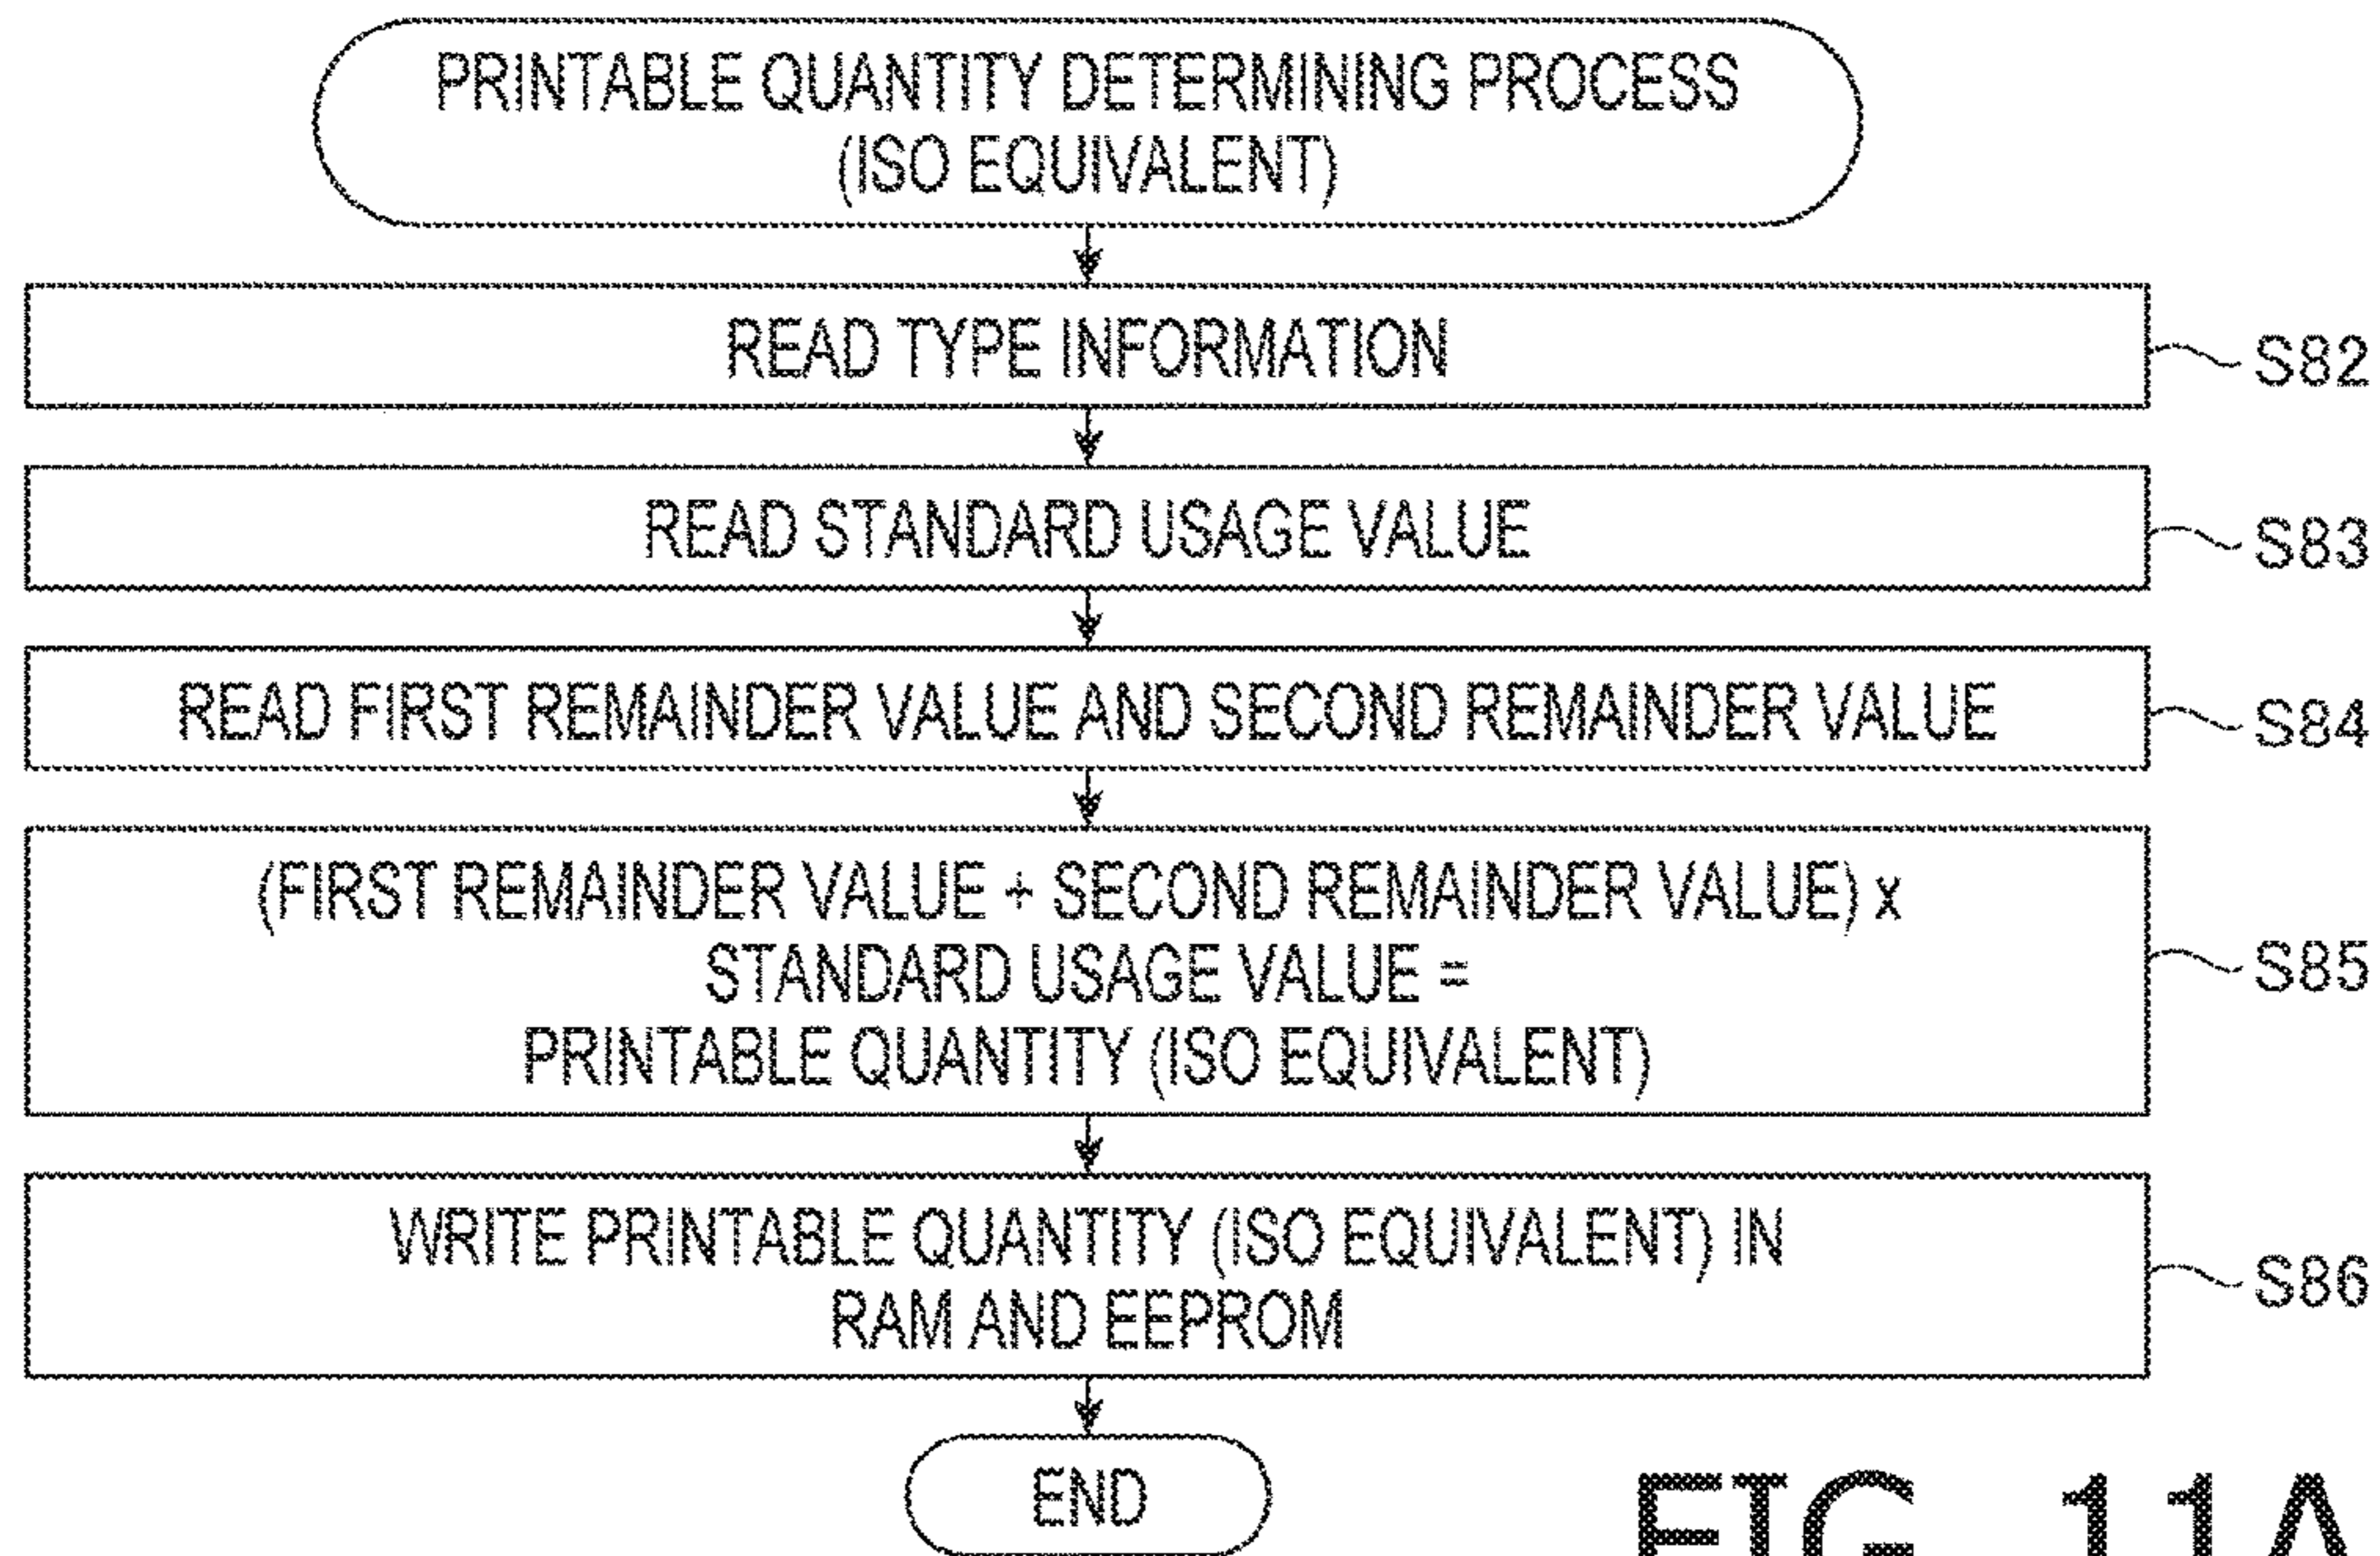 PRINTABLE QUANTITY DETERMINING PROCESS
(ISO EQUIVALENT)
READ TYPE INFORMATION
S82
READ STANDARD USAGE VALUE
S83
READ FIRST REMAINDER VALUE AND SECOND REMAINDER VALUE
S84
(FIRST REMAINDER VALUE + SECOND REMAINDER VALUE) x
STANDARD USAGE VALUE =
PRINTABLE QUANTITY (ISO EQUIVALENT)
S85
WRITE PRINTABLE QUANTITY (ISO EQUIVALENT) IN
RAM AND EEPROM
S86
END
FIG. 11A